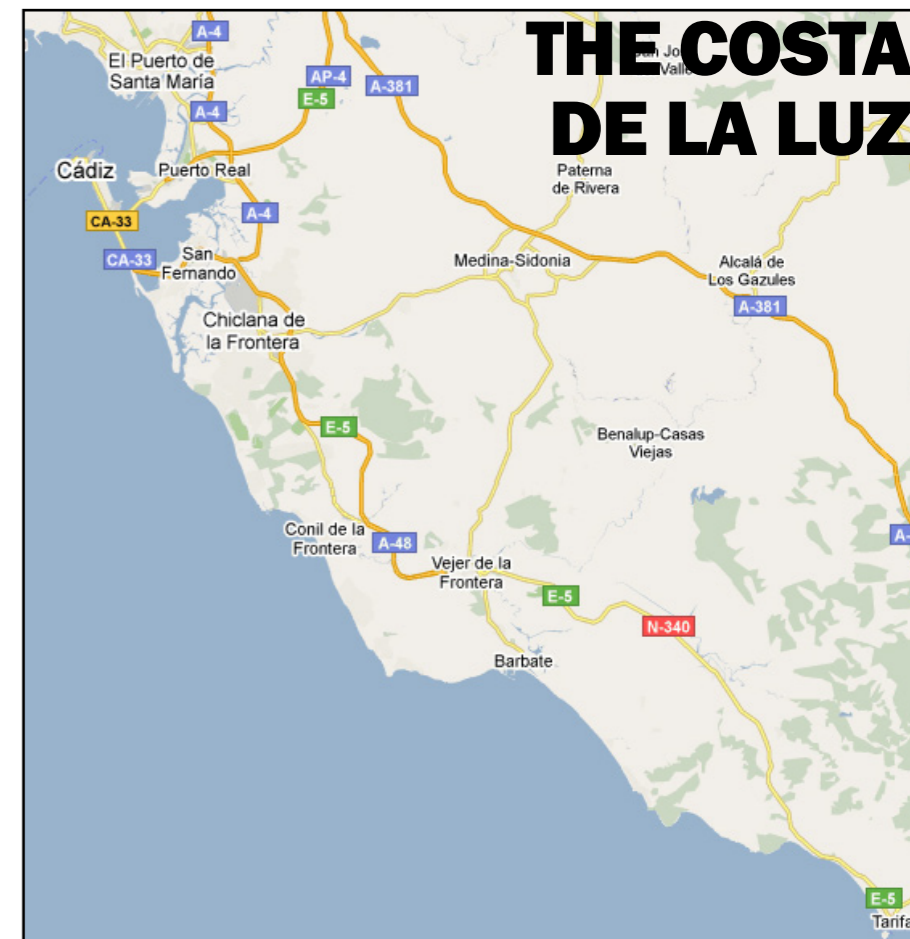 THE COSTA
DE LA LUZ
A-4
El Puerto de
Santa María
AP-4
E-5
A-381
A-4
Cádiz
Puerto Real
Paterna
de Rivera
CA-33
A-4
CA-33
San
Fernando
Medina-Sidonia
Alcalá de
Los Gazules
A-381
Chiclana de
la Frontera
E-5
Benalup-Casas
Viejas
Conil de la
Frontera
A-48
A-
Vejer de la
Frontera
E-5
N-340
Barbate
E-5
Tarifa